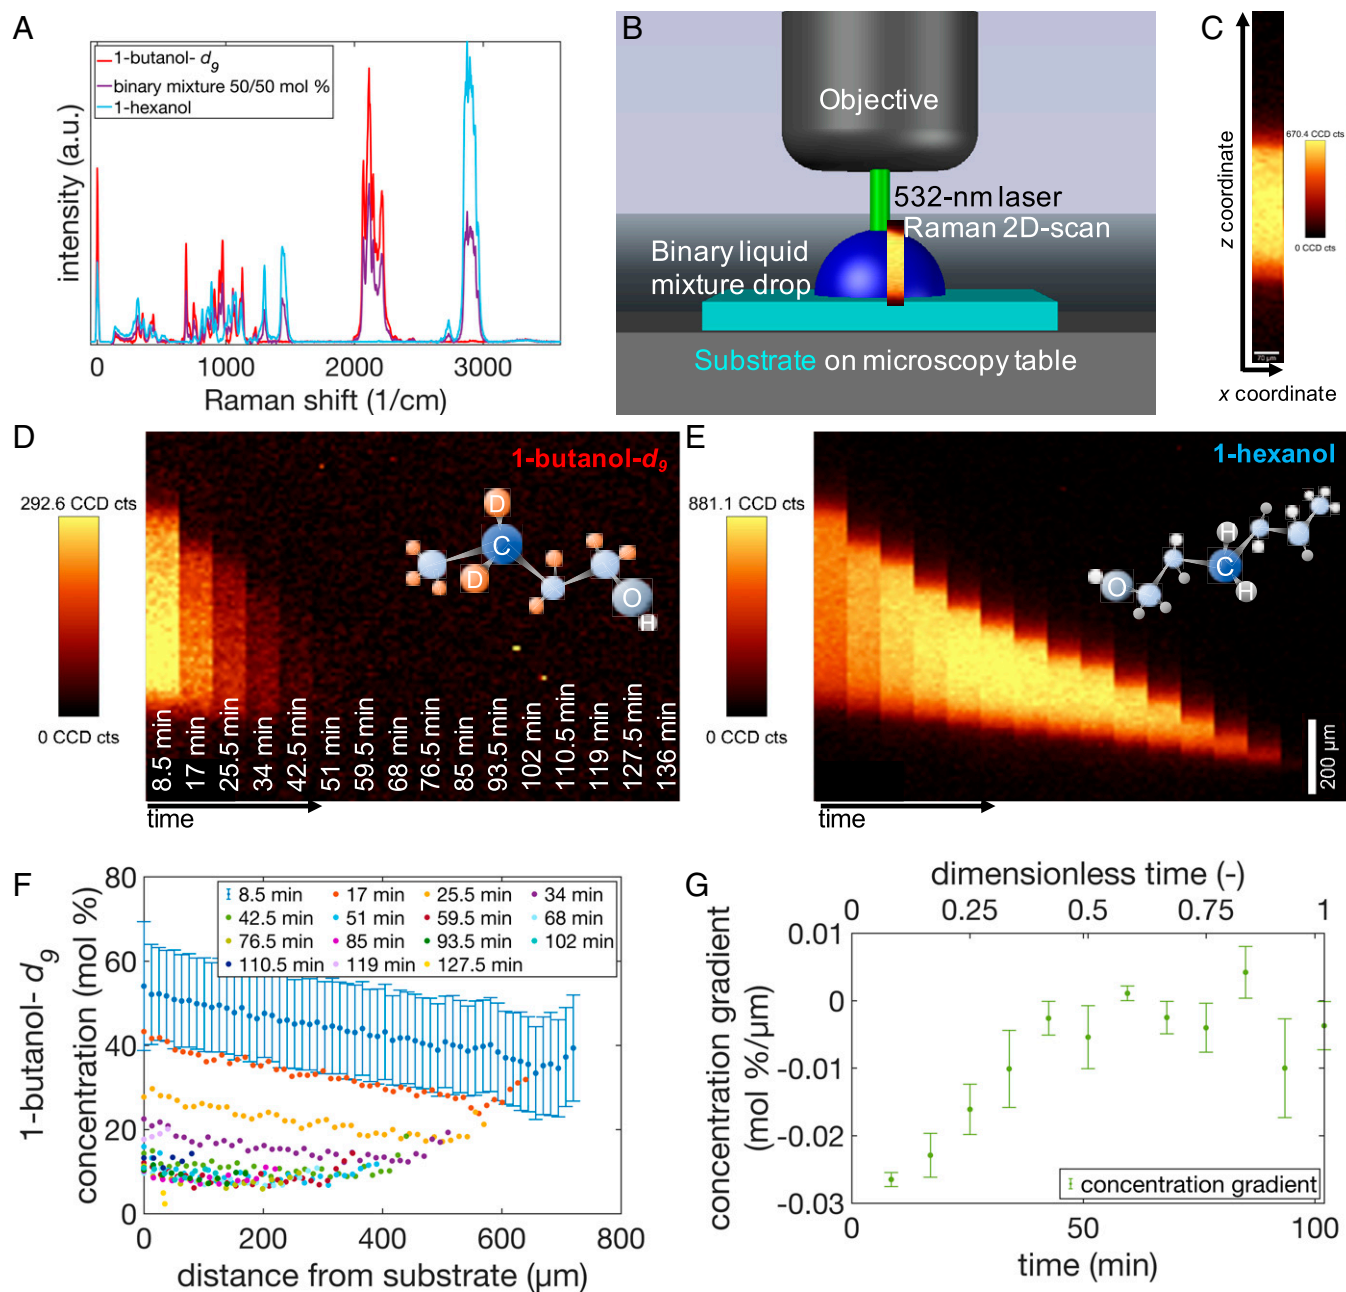 A
1-butanol- d9
binary mixture 50/50 mol %
1-hexanol
intensity (a.u.)
0
1000
2000
3000
Raman shift (1/cm)
B
Objective
532-nm laser
Raman 2D-scan
Binary liquid
mixture drop
Substrate on microscopy table
C
z coordinate
670.4 CCD cts
0 CCD cts
70 µm
x coordinate
D
1-butanol-d9
292.6 CCD cts
0 CCD cts
D
C
D
O
H
8.5 min
17 min
25.5 min
34 min
42.5 min
51 min
59.5 min
68 min
76.5 min
85 min
93.5 min
102 min
110.5 min
119 min
127.5 min
136 min
time
E
1-hexanol
881.1 CCD cts
0 CCD cts
H
C
O
H
200 µm
time
F
1-butanol- d9
concentration (mol %)
80
60
40
20
0
8.5 min 17 min 25.5 min 34 min
42.5 min 51 min 59.5 min 68 min
76.5 min 85 min 93.5 min 102 min
110.5 min 119 min 127.5 min
0 200 400 600 800
distance from substrate (µm)
G
dimensionless time (-)
0 0.25 0.5 0.75 1
concentration gradient
(mol %/µm)
0.01
0
-0.01
-0.02
-0.03
concentration gradient
0 50 100
time (min)